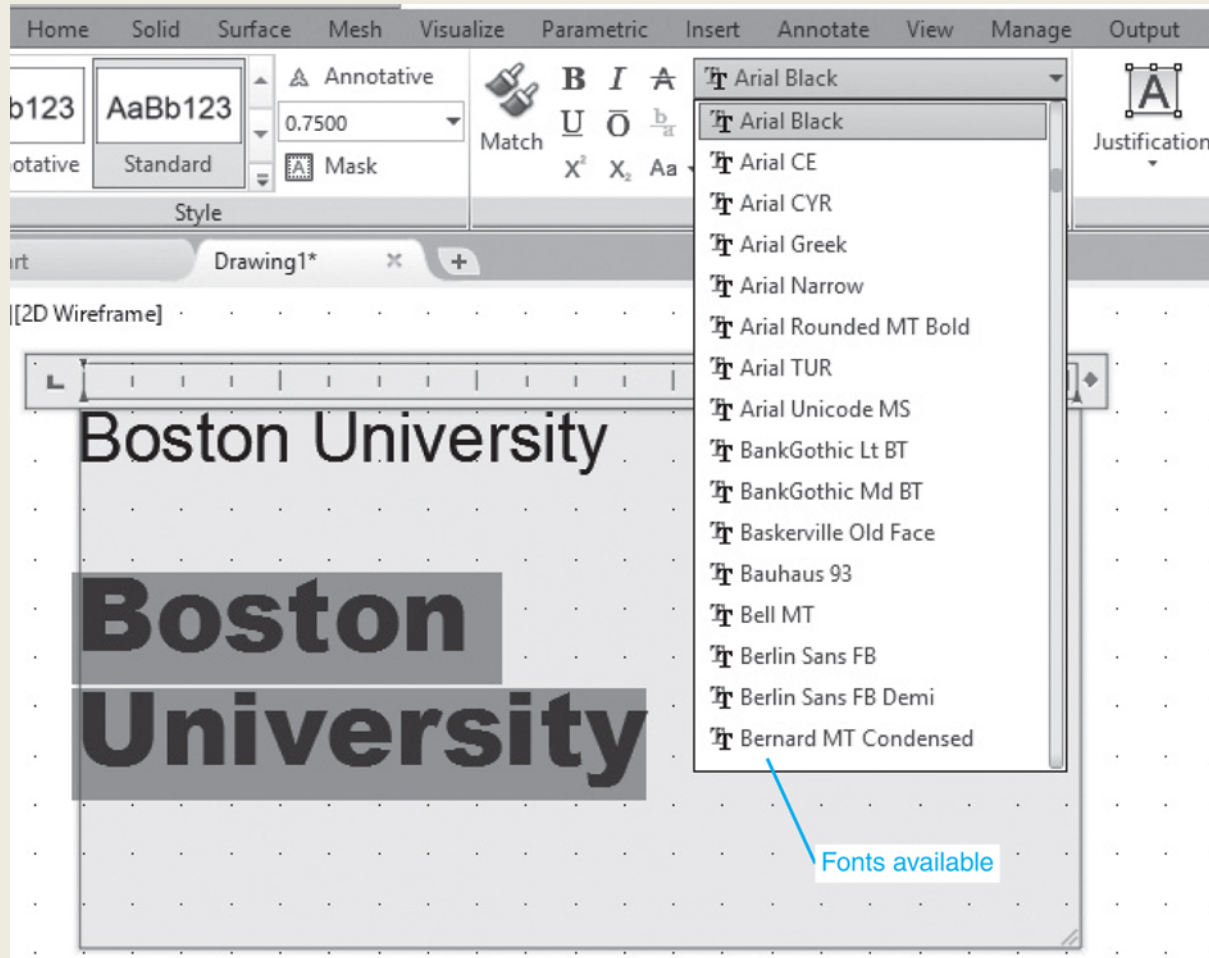 Home Solid Surface Mesh Visualize Parametric Insert Annotate View Manage Output
b123 AaBb123 Annotative B I A Arial Black A
0.7500 U O b/a
otative Standard Mask Match X² X₂ Aa Justification
Style
Arial Black
Arial CE
Arial CYR
Arial Greek
Arial Narrow
Arial Rounded MT Bold
Arial TUR
Arial Unicode MS
BankGothic Lt BT
BankGothic Md BT
Baskerville Old Face
Bauhaus 93
Bell MT
Berlin Sans FB
Berlin Sans FB Demi
Bernard MT Condensed
art Drawing1*
][2D Wireframe]
Boston University
Boston
University
Fonts available